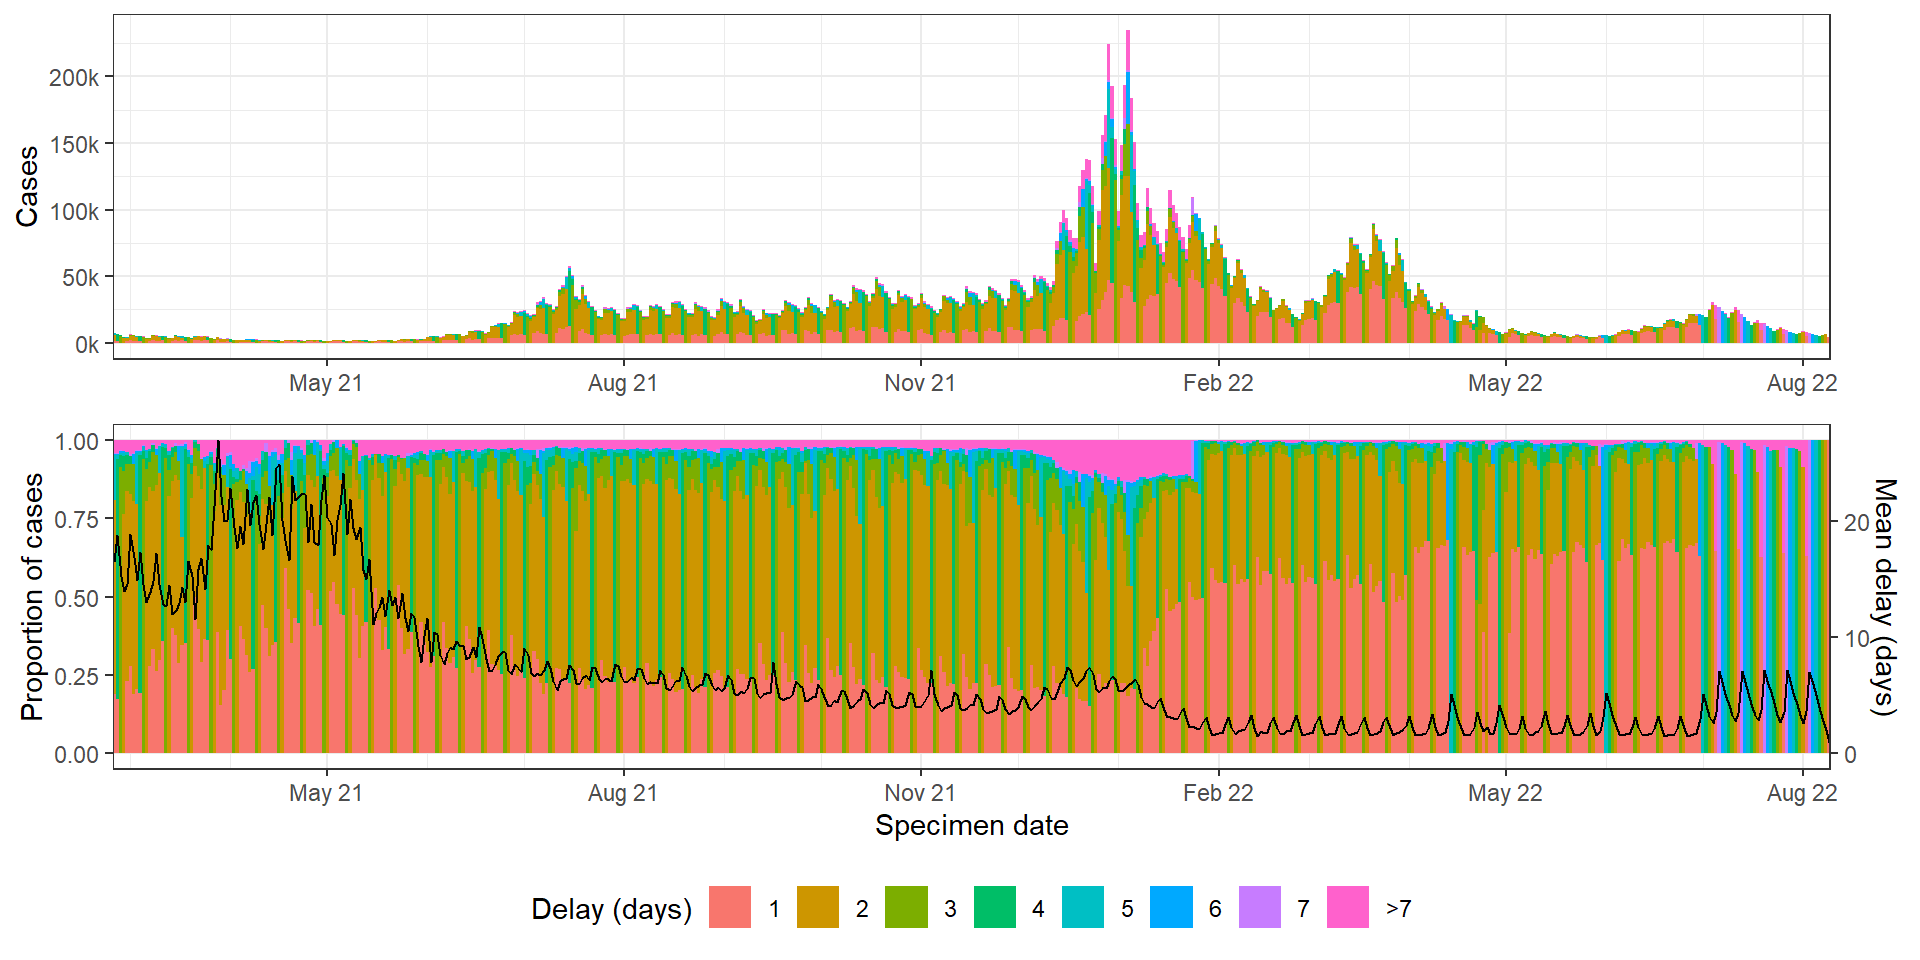 Cases
200k
150k
100k
50k
0k
May 21 Aug 21 Nov 21 Feb 22 May 22 Aug 22
Proportion of cases
1.00
0.75
0.50
0.25
0.00
Mean delay (days)
20
10
0
May 21 Aug 21 Nov 21 Feb 22 May 22 Aug 22
Specimen date
Delay (days) 1 2 3 4 5 6 7 >7